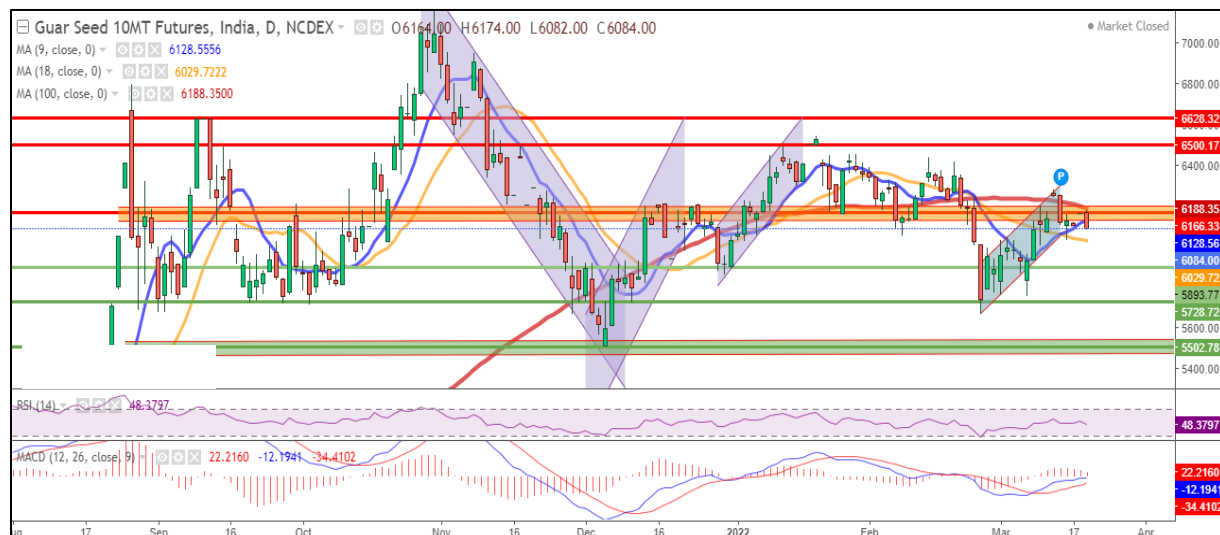 Guar Seed 10MT Futures, India, D, NCDEX O6164.00 H6174.00 L6082.00 C6084.00 Market Closed
MA (9, close, 0) 6128.5556
MA (18, close, 0) 6029.7222
MA (100, close, 0) 6188.3500
7000.00
6800.00
6628.32
6500.17
6400.00
P
6188.35
6166.33
6128.56
6084.00
6029.72
5893.77
5728.72
5600.00
5502.78
5400.00
RSI (14) 48.3797
48.3797
MACD (12, 26, close, 9) 22.2160 -12.1941 -34.4102
22.2160
-12.1941
-34.4102
17 Sep 16 Oct Nov 16 Dec 16 2022 Feb Mar 17 Apr